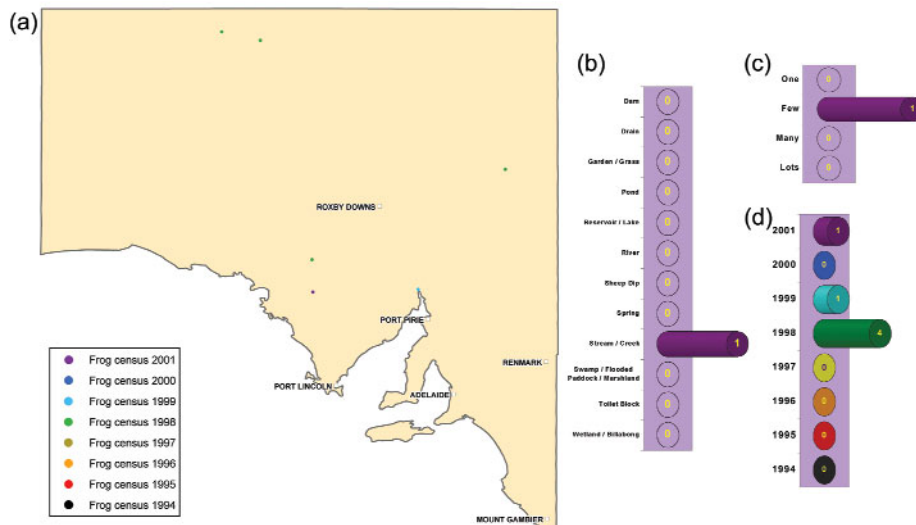 (a)
ROXBY DOWNS
PORT PIRIE
RENMARK
PORT LINCOLN
ADELAIDE
MOUNT GAMBIER
Frog census 2001
Frog census 2000
Frog census 1999
Frog census 1998
Frog census 1997
Frog census 1996
Frog census 1995
Frog census 1994
(b)
Dam 0
Drain 0
Garden / Grass 0
Pond 0
Reservoir / Lake 0
River 0
Sheep Dip 0
Spring 0
Stream / Creek 1
Swamp / Flooded
Paddock / Marshland 0
Toilet Block 0
Wetland / Billabong 0
(c)
One 0
Few 1
Many 0
Lots 0
(d)
2001 1
2000 0
1999 1
1998 4
1997 0
1996 0
1995 0
1994 0